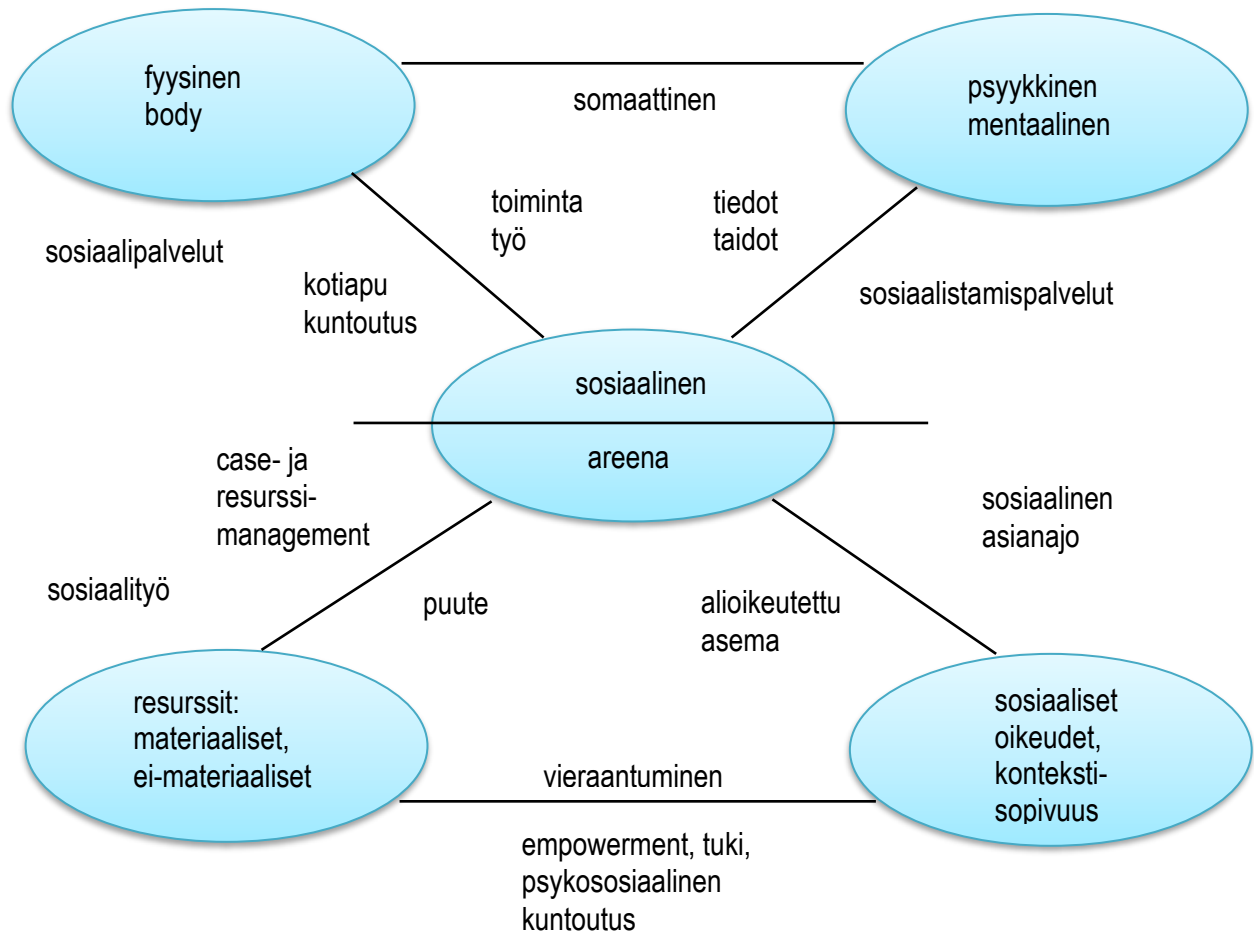 fyysinen
body
somaattinen
psyykkinen
mentaalinen
toiminta
työ
tiedot
taidot
sosiaalipalvelut
kotiapu
kuntoutus
sosiaalistamispalvelut
sosiaalinen
areena
case- ja
resurssi-
management
sosiaalinen
asianajo
sosiaalityö
puute
alioikeutettu
asema
resurssit:
materiaaliset,
ei-materiaaliset
sosiaaliset
oikeudet,
konteksti-
sopivuus
vieraantuminen
empowerment, tuki,
psykososiaalinen
kuntoutus